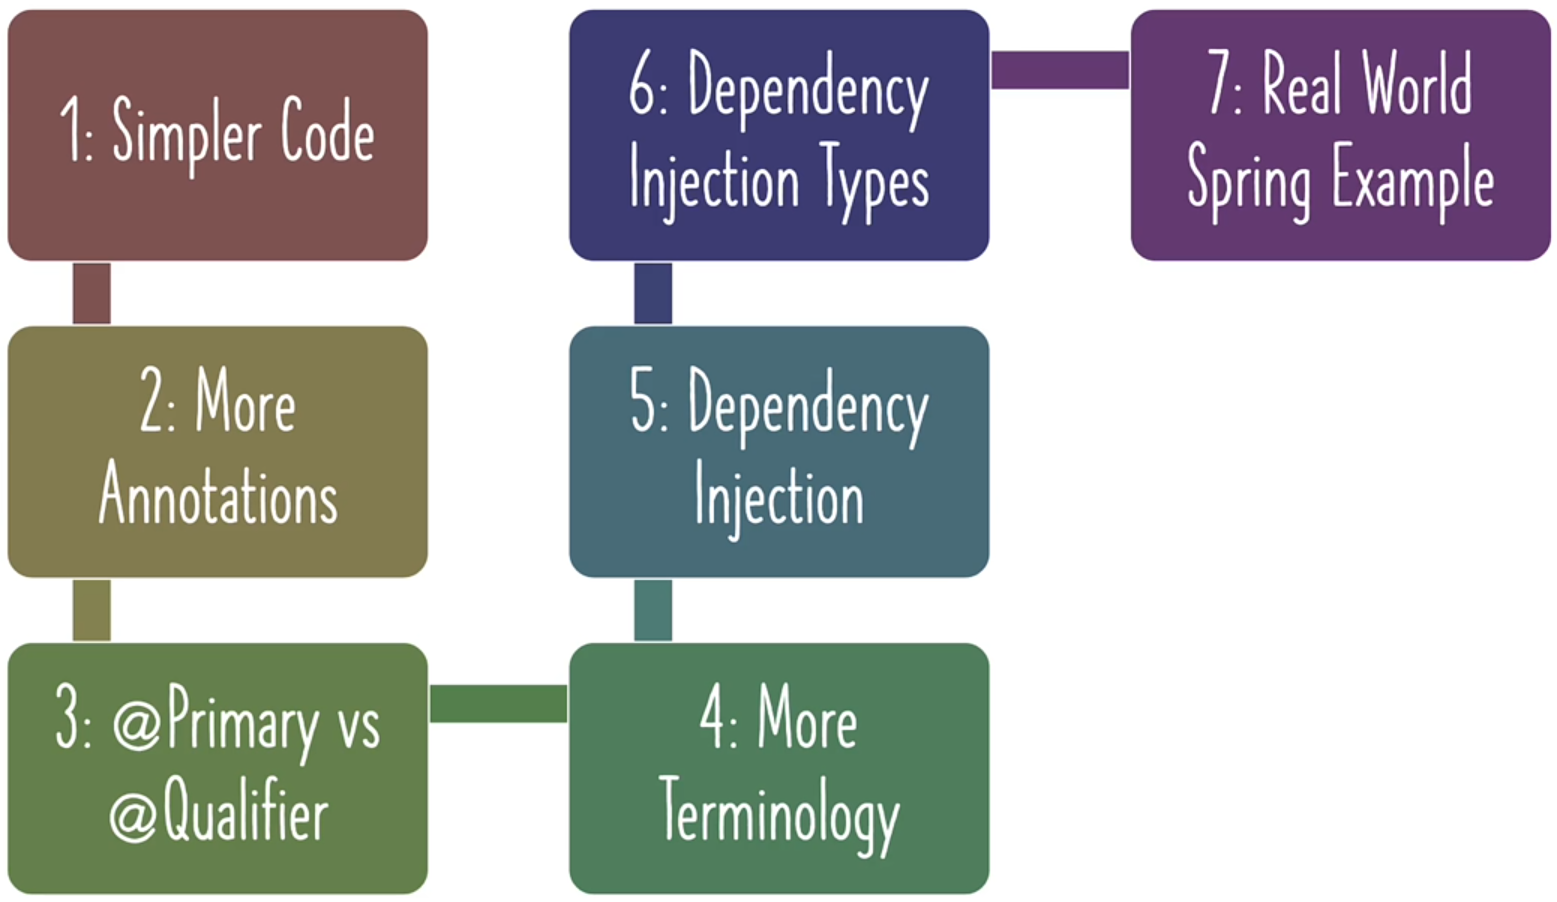 1: Simpler Code
2: More
Annotations
3: @Primary vs
@Qualifier
4: More
Terminology
5: Dependency
Injection
6: Dependency
Injection Types
7: Real World
Spring Example